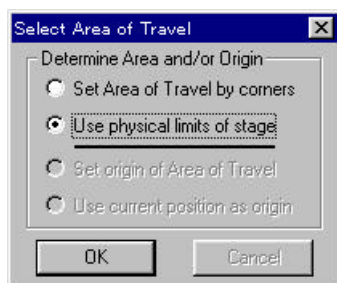 Select Area of Travel
Determine Area and/or Origin
Set Area of Travel by corners
Use physical limits of stage
Set origin of Area of Travel
Use current position as origin
OK
Cancel